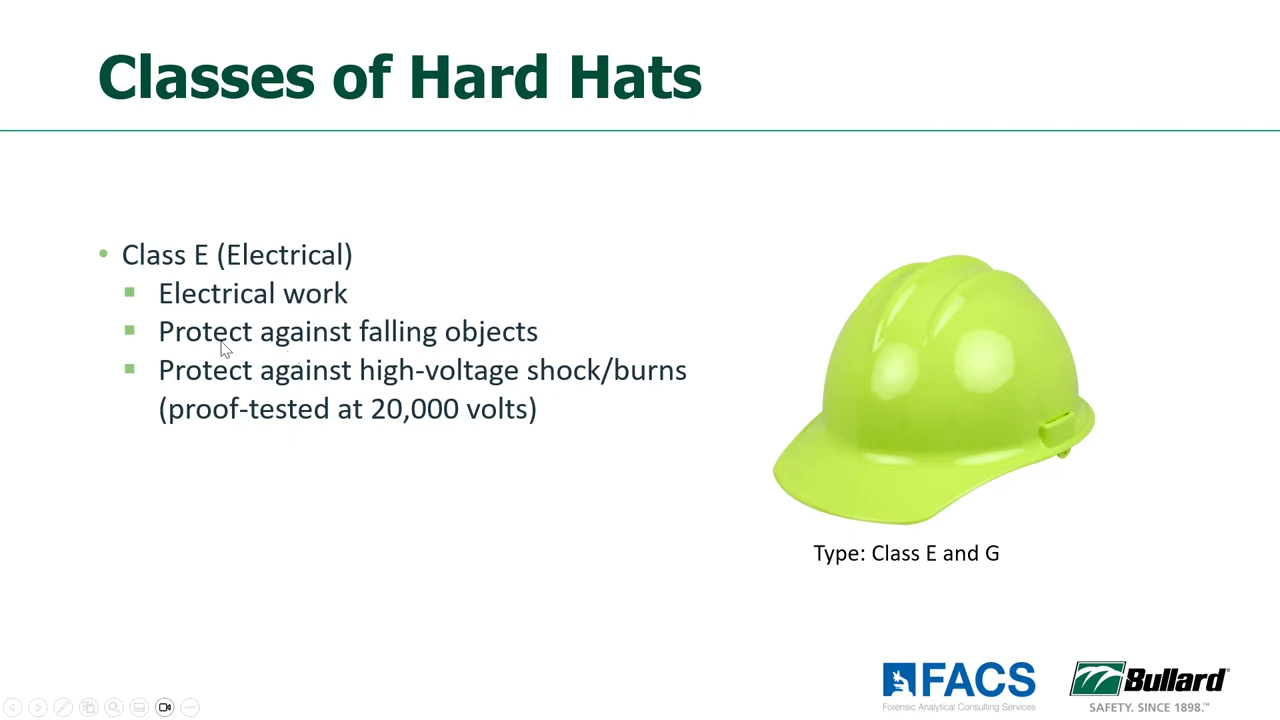 Classes of Hard Hats
• Class E (Electrical)
▪ Electrical work
▪ Protect against falling objects
▪ Protect against high-voltage shock/burns
(proof-tested at 20,000 volts)
Type: Class E and G
FACS
Forensic Analytical Consulting Services
Bullard®
SAFETY. SINCE 1898.™